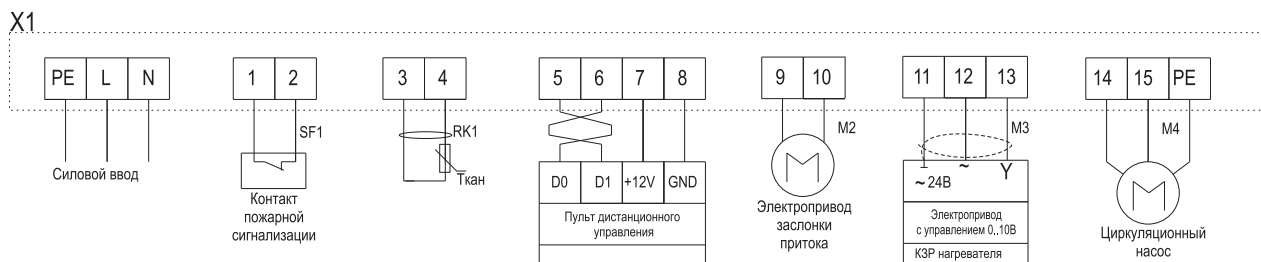 X1
PE L N 1 2 3 4 5 6 7 8 9 10 11 12 13 14 15 PE
SF1
RK1
M2
M3
M4
Силовой ввод
Контакт
пожарной
сигнализации
Tкан
D0 D1 +12V GND
Пульт дистанционного
управления
M
Электропривод
заслонки
притока
~ Y
~ 24В
Электропривод
с управлением 0..10В
КЗР нагревателя
M
Циркуляционный
насос